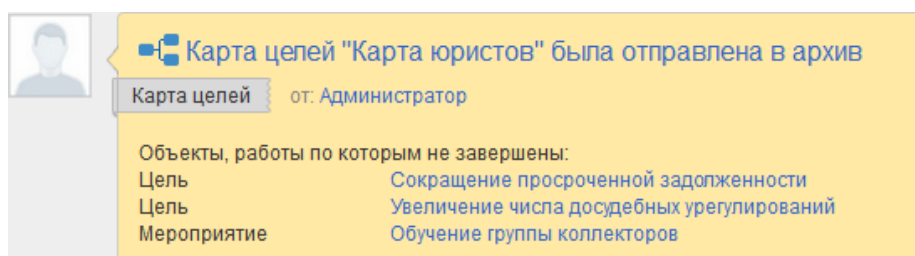 Карта целей "Карта юристов" была отправлена в архив
Карта целей от: Администратор
Объекты, работы по которым не завершены:
Цель Сокращение просроченной задолженности
Цель Увеличение числа досудебных урегулирований
Мероприятие Обучение группы коллекторов